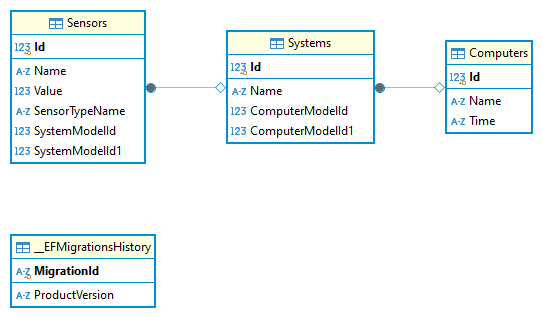 Sensors
123 Id
A-Z Name
123 Value
A-Z SensorTypeName
123 SystemModelId
123 SystemModelId1
Systems
123 Id
A-Z Name
123 ComputerModelId
123 ComputerModelId1
Computers
123 Id
A-Z Name
A-Z Time
__EFMigrationsHistory
A-Z MigrationId
A-Z ProductVersion